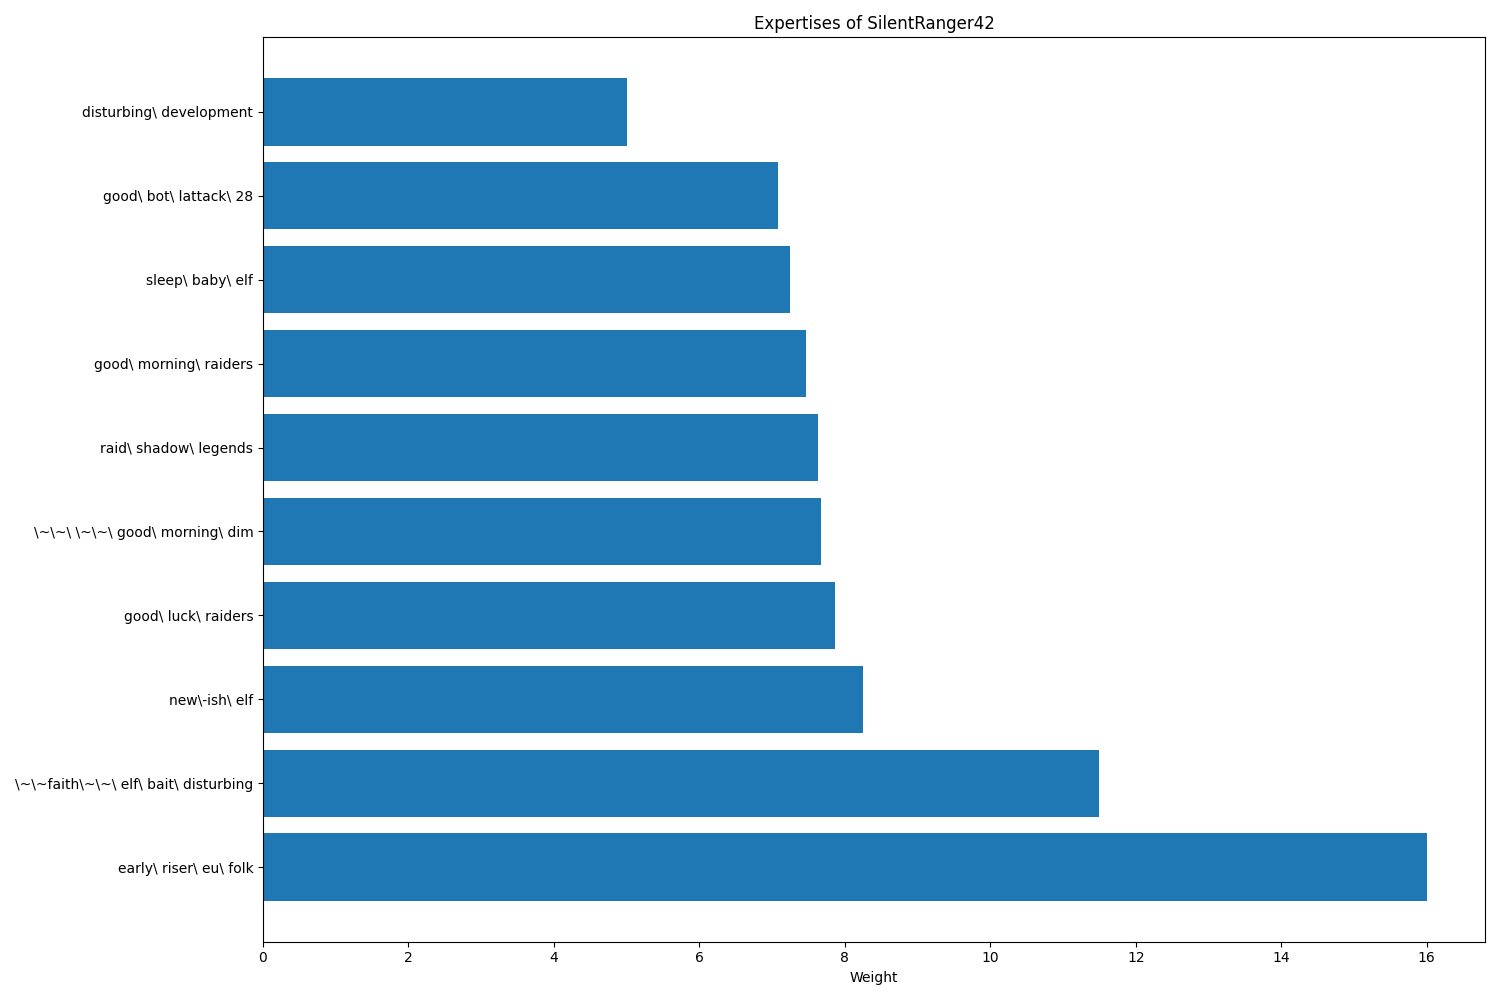 Expertises of SilentRanger42
disturbing\ development
good\ bot\ lattack\ 28
sleep\ baby\ elf
good\ morning\ raiders
raid\ shadow\ legends
\~\~\ \~\~\ good\ morning\ dim
good\ luck\ raiders
new\-ish\ elf
\~\~faith\~\~\ elf\ bait\ disturbing
early\ riser\ eu\ folk
0 2 4 6 8 10 12 14 16
Weight